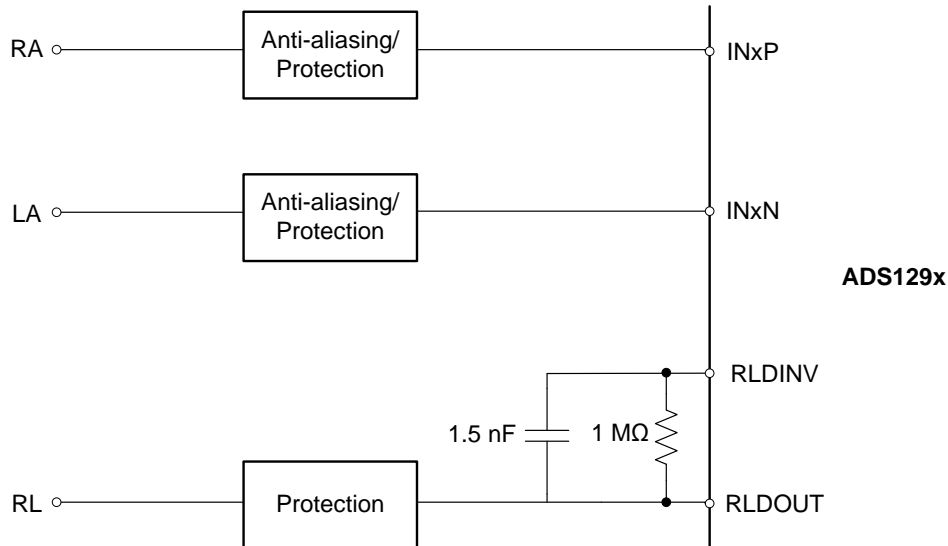 RA
Anti-aliasing/
Protection
INxP
LA
Anti-aliasing/
Protection
INxN
ADS129x
RLDINV
1.5 nF
1 MΩ
RL
Protection
RLDOUT